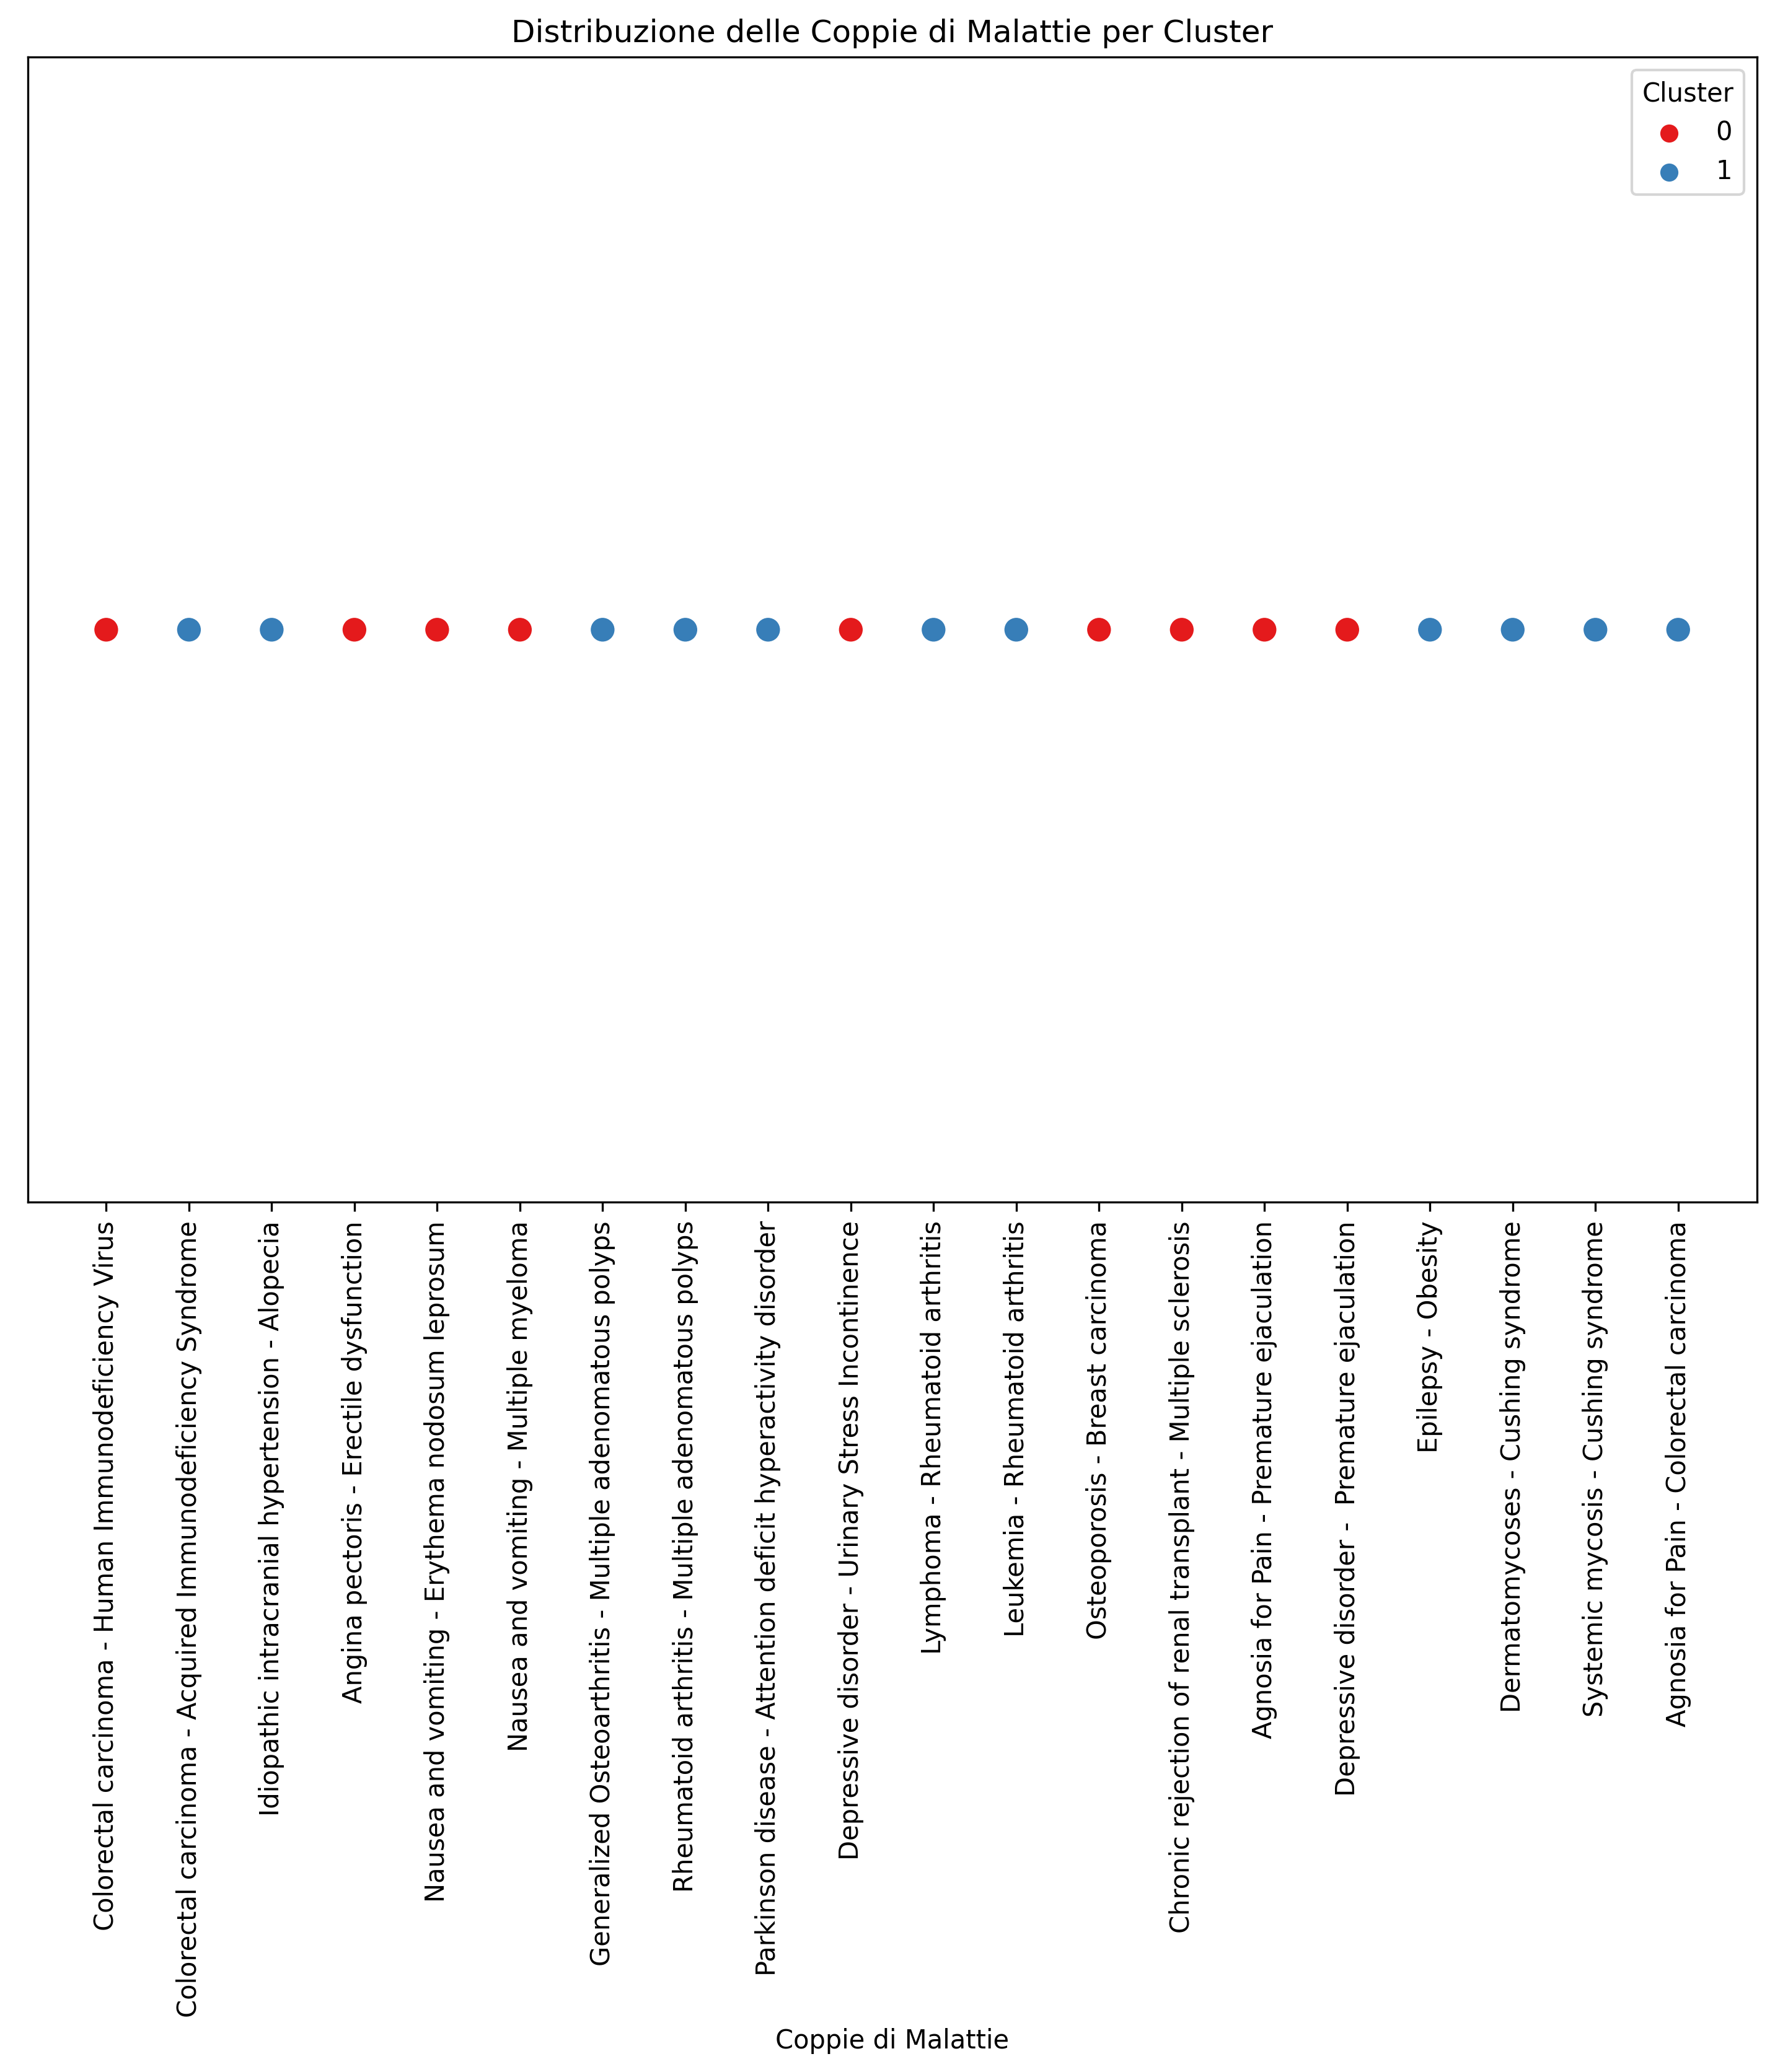 Distribuzione delle Coppie di Malattie per Cluster
Cluster
0
1
Colorectal carcinoma - Human Immunodeficiency Virus
Colorectal carcinoma - Acquired Immunodeficiency Syndrome
Idiopathic intracranial hypertension - Alopecia
Angina pectoris - Erectile dysfunction
Nausea and vomiting - Erythema nodosum leprosum
Nausea and vomiting - Multiple myeloma
Generalized Osteoarthritis - Multiple adenomatous polyps
Rheumatoid arthritis - Multiple adenomatous polyps
Parkinson disease - Attention deficit hyperactivity disorder
Depressive disorder - Urinary Stress Incontinence
Lymphoma - Rheumatoid arthritis
Leukemia - Rheumatoid arthritis
Osteoporosis - Breast carcinoma
Chronic rejection of renal transplant - Multiple sclerosis
Agnosia for Pain - Premature ejaculation
Depressive disorder -  Premature ejaculation
Epilepsy - Obesity
Dermatomycoses - Cushing syndrome
Systemic mycosis - Cushing syndrome
Agnosia for Pain - Colorectal carcinoma
Coppie di Malattie